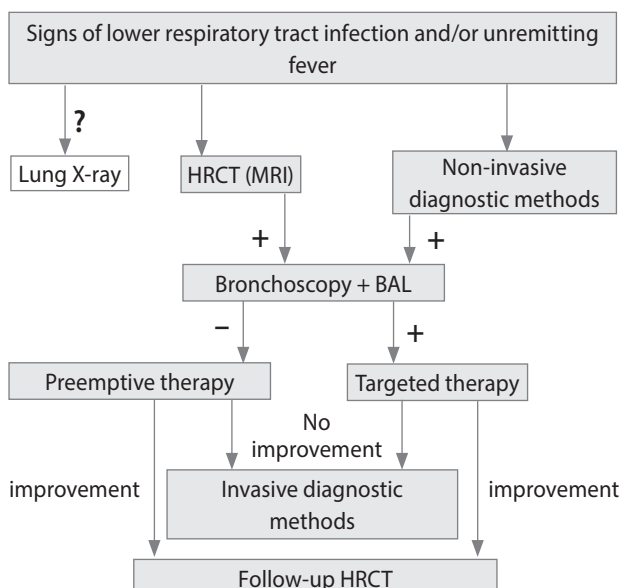 Signs of lower respiratory tract infection and/or unremitting
fever
?
Lung X-ray
HRCT (MRI)
Non-invasive
diagnostic methods
+
+
Bronchoscopy + BAL
–
+
Preemptive therapy
Targeted therapy
No
improvement
improvement
Invasive diagnostic
methods
improvement
Follow-up HRCT